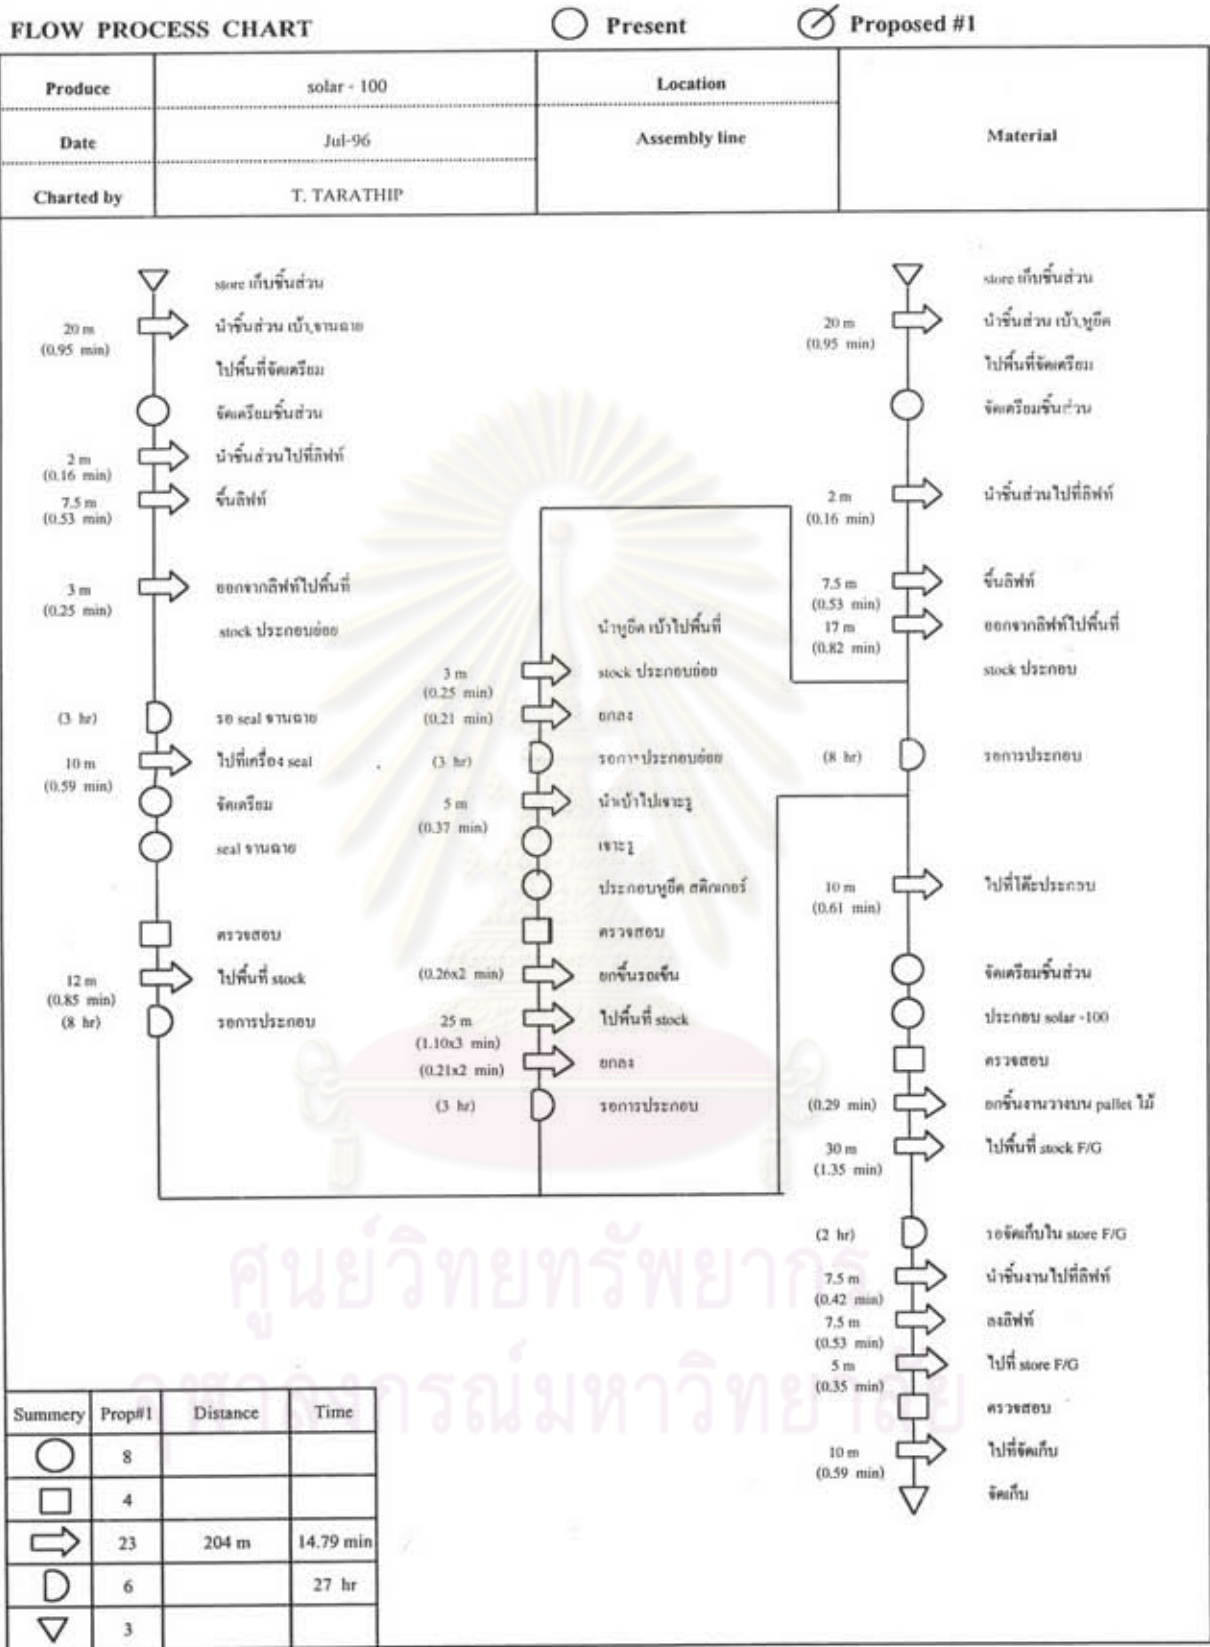 FLOW PROCESS CHART
Present
Proposed #1
Produce
solar - 100
Location
Date
Jul-96
Assembly line
Material
Charted by
T. TARATHIP
store เก็บชิ้นส่วน
20 m
(0.95 min)
นำชิ้นส่วน เบ้า,จานฉาย
ไปพื้นที่จัดเตรียม
จัดเตรียมชิ้นส่วน
2 m
(0.16 min)
นำชิ้นส่วนไปที่ลิฟท์
7.5 m
(0.53 min)
ขึ้นลิฟท์
3 m
(0.25 min)
ออกจากลิฟท์ไปพื้นที่
stock ประกอบย่อย
(3 hr)
รอ seal จานฉาย
10 m
(0.59 min)
ไปที่เครื่อง seal
จัดเตรียม
seal จานฉาย
ตรวจสอบ
12 m
(0.85 min)
ไปพื้นที่ stock
(8 hr)
รอการประกอบ
นำหูยึด เบ้าไปพื้นที่
3 m
(0.25 min)
stock ประกอบย่อย
(0.21 min)
ยกลง
(3 hr)
รอการประกอบย่อย
5 m
(0.37 min)
นำเบ้าไปเจาะรู
เจาะรู
ประกอบหูยึด สติกเกอร์
ตรวจสอบ
(0.26x2 min)
ยกขึ้นรถเข็น
25 m
(1.10x3 min)
ไปพื้นที่ stock
(0.21x2 min)
ยกลง
(3 hr)
รอการประกอบ
store เก็บชิ้นส่วน
20 m
(0.95 min)
นำชิ้นส่วน เบ้า,หูยึด
ไปพื้นที่จัดเตรียม
จัดเตรียมชิ้นส่วน
2 m
(0.16 min)
นำชิ้นส่วนไปที่ลิฟท์
7.5 m
(0.53 min)
ขึ้นลิฟท์
17 m
(0.82 min)
ออกจากลิฟท์ไปพื้นที่
stock ประกอบ
(8 hr)
รอการประกอบ
10 m
(0.61 min)
ไปที่โต๊ะประกอบ
จัดเตรียมชิ้นส่วน
ประกอบ solar -100
ตรวจสอบ
(0.29 min)
ยกชิ้นงานวางบน pallet ไม้
30 m
(1.35 min)
ไปพื้นที่ stock F/G
(2 hr)
รอจัดเก็บใน store F/G
7.5 m
(0.42 min)
นำชิ้นงานไปที่ลิฟท์
7.5 m
(0.53 min)
ลงลิฟท์
5 m
(0.35 min)
ไปที่ store F/G
ตรวจสอบ
10 m
(0.59 min)
ไปที่จัดเก็บ
จัดเก็บ
ศูนย์วิทยทรัพยากร
จุฬาลงกรณ์มหาวิทยาลัย
Summery Prop#1 Distance Time
8
4
23 204 m 14.79 min
6 27 hr
3